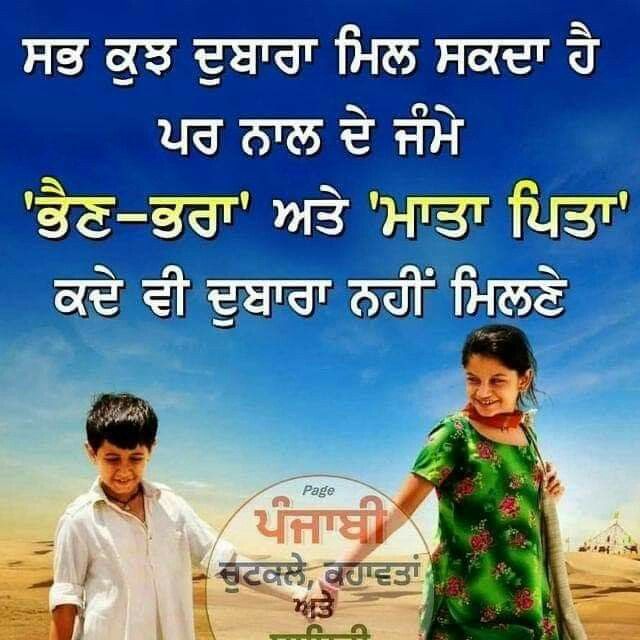 ਸਭ ਕੁਝ ਦੁਬਾਰਾ ਮਿਲ ਸਕਦਾ ਹੈ
ਪਰ ਨਾਲ ਦੇ ਜੰਮੇ
'ਭੈਣ–ਭਰਾ' ਅਤੇ 'ਮਾਤਾ ਪਿਤਾ'
ਕਦੇ ਵੀ ਦੁਬਾਰਾ ਨਹੀਂ ਮਿਲਣੇ
Page
ਪੰਜਾਬੀ
ਚੁਟਕਲੇ, ਕਹਾਵਤਾਂ
ਅਤੇ